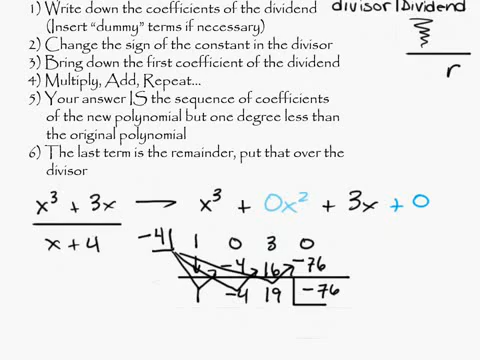 1) Write down the coefficients of the dividend
divisor|Dividend
(Insert “dummy” terms if necessary)
2) Change the sign of the constant in the divisor
3) Bring down the first coefficient of the dividend
r
4) Multiply, Add, Repeat...
5) Your answer IS the sequence of coefficients
of the new polynomial but one degree less than
the original polynomial
6) The last term is the remainder, put that over the
divisor
x³ + 3x → x³ + 0x² + 3x + 0
x + 4
-4| 1 0 3 0
-4 16 -76
1 -4 19 -76